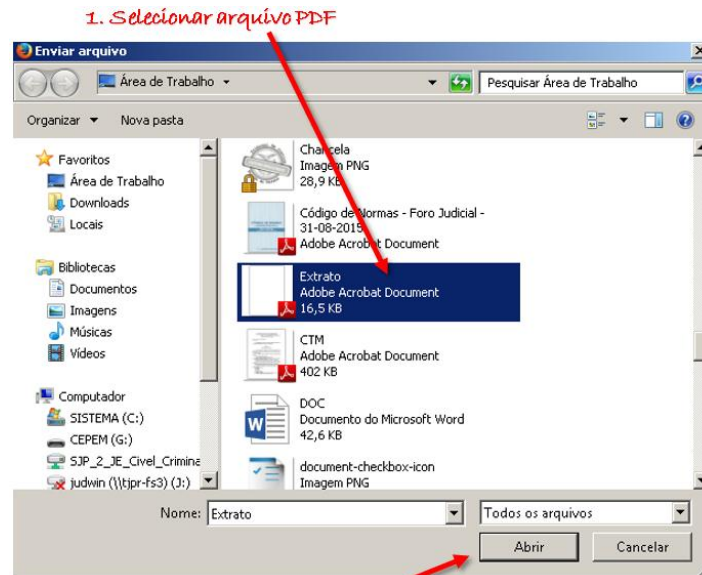 1. Selecionar arquivo PDF
Enviar arquivo
Área de Trabalho
Pesquisar Área de Trabalho
Organizar
Nova pasta
Favoritos
Área de Trabalho
Downloads
Locais
Bibliotecas
Documentos
Imagens
Músicas
Vídeos
Computador
SISTEMA (C:)
CEPEM (G:)
SJP_2_JE_Civel_Crimina
judwin (\\tjpr-fs3) (J:)
Chancela
Imagem PNG
28,9 KB
Código de Normas - Foro Judicial -
31-08-2015
Adobe Acrobat Document
Extrato
Adobe Acrobat Document
16,5 KB
CTM
Adobe Acrobat Document
402 KB
DOC
Documento do Microsoft Word
42,6 KB
document-checkbox-icon
Imagem PNG
Nome:
Extrato
Todos os arquivos
Abrir
Cancelar